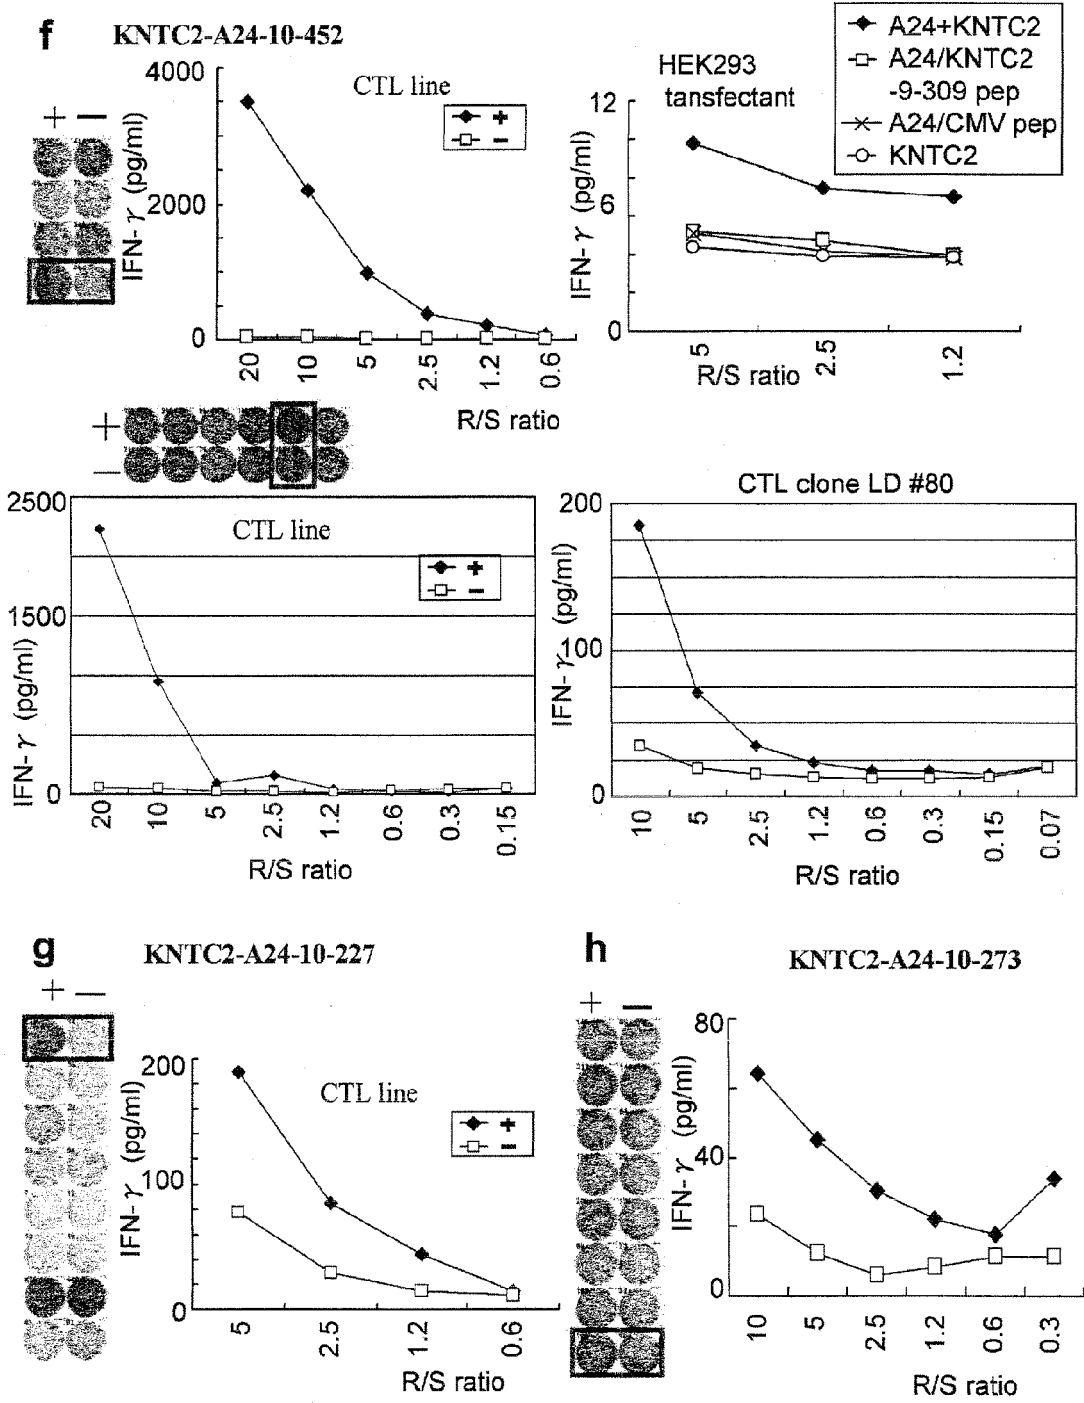 f
KNTC2-A24-10-452
+ −
IFN-γ (pg/ml)
4000
2000
0
CTL line
+
−
20 10 5 2.5 1.2 0.6
R/S ratio
HEK293
tansfectant
A24+KNTC2
A24/KNTC2
-9-309 pep
A24/CMV pep
KNTC2
IFN-γ (pg/ml)
12
6
0
5 2.5 1.2
R/S ratio
+
−
IFN-γ (pg/ml)
2500
1500
0
CTL line
+
−
20 10 5 2.5 1.2 0.6 0.3 0.15
R/S ratio
CTL clone LD #80
IFN-γ (pg/ml)
200
100
0
10 5 2.5 1.2 0.6 0.3 0.15 0.07
R/S ratio
g
KNTC2-A24-10-227
+ −
IFN-γ (pg/ml)
200
100
0
CTL line
+
−
5 2.5 1.2 0.6
R/S ratio
h
KNTC2-A24-10-273
+ −
IFN-γ (pg/ml)
80
40
0
10 5 2.5 1.2 0.6 0.3
R/S ratio